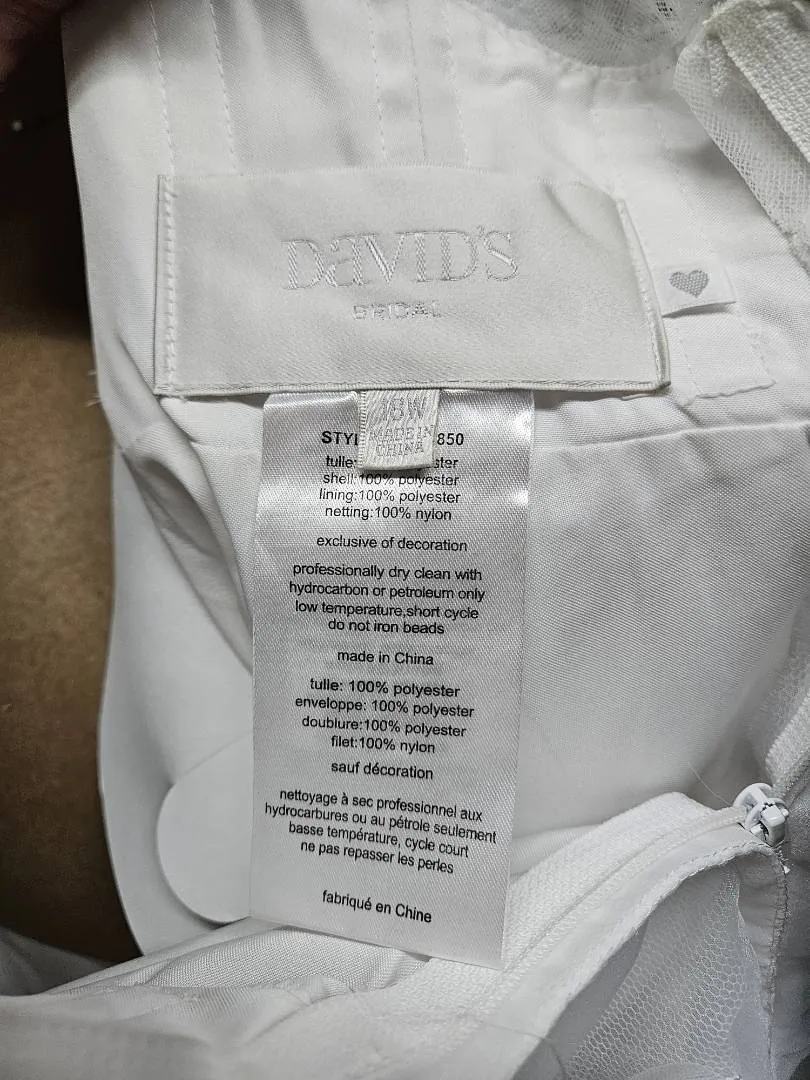 DaVID'S
BRIDAL
18W
MADE IN
CHINA
850
tulle:
shell:100% polyester
lining:100% polyester
netting:100% nylon
exclusive of decoration
professionally dry clean with
hydrocarbon or petroleum only
low temperature,short cycle
do not iron beads
made in China
tulle: 100% polyester
enveloppe: 100% polyester
doublure:100% polyester
filet:100% nylon
sauf décoration
nettoyage à sec professionnel aux
hydrocarbures ou au pétrole seulement
basse température, cycle court
ne pas repasser les perles
fabriqué en Chine